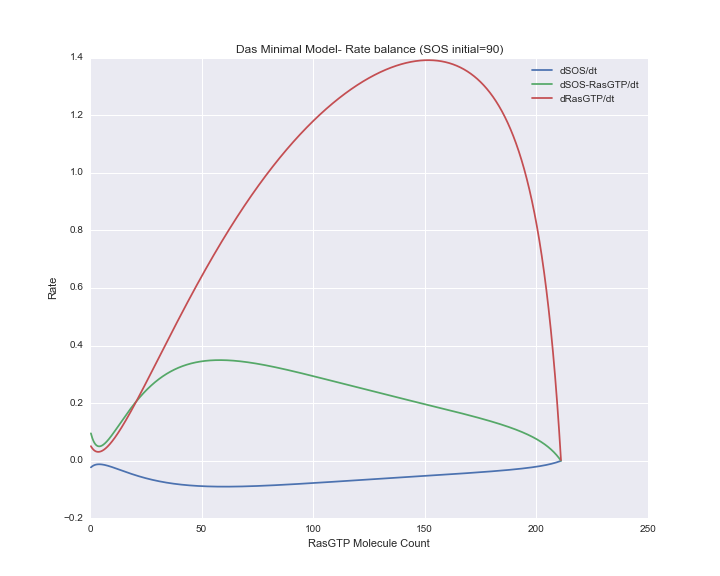 Das Minimal Model- Rate balance (SOS initial=90)
1.4
1.2
1.0
0.8
0.6
0.4
0.2
0.0
−0.2
Rate
dSOS/dt
dSOS-RasGTP/dt
dRasGTP/dt
0 50 100 150 200 250
RasGTP Molecule Count